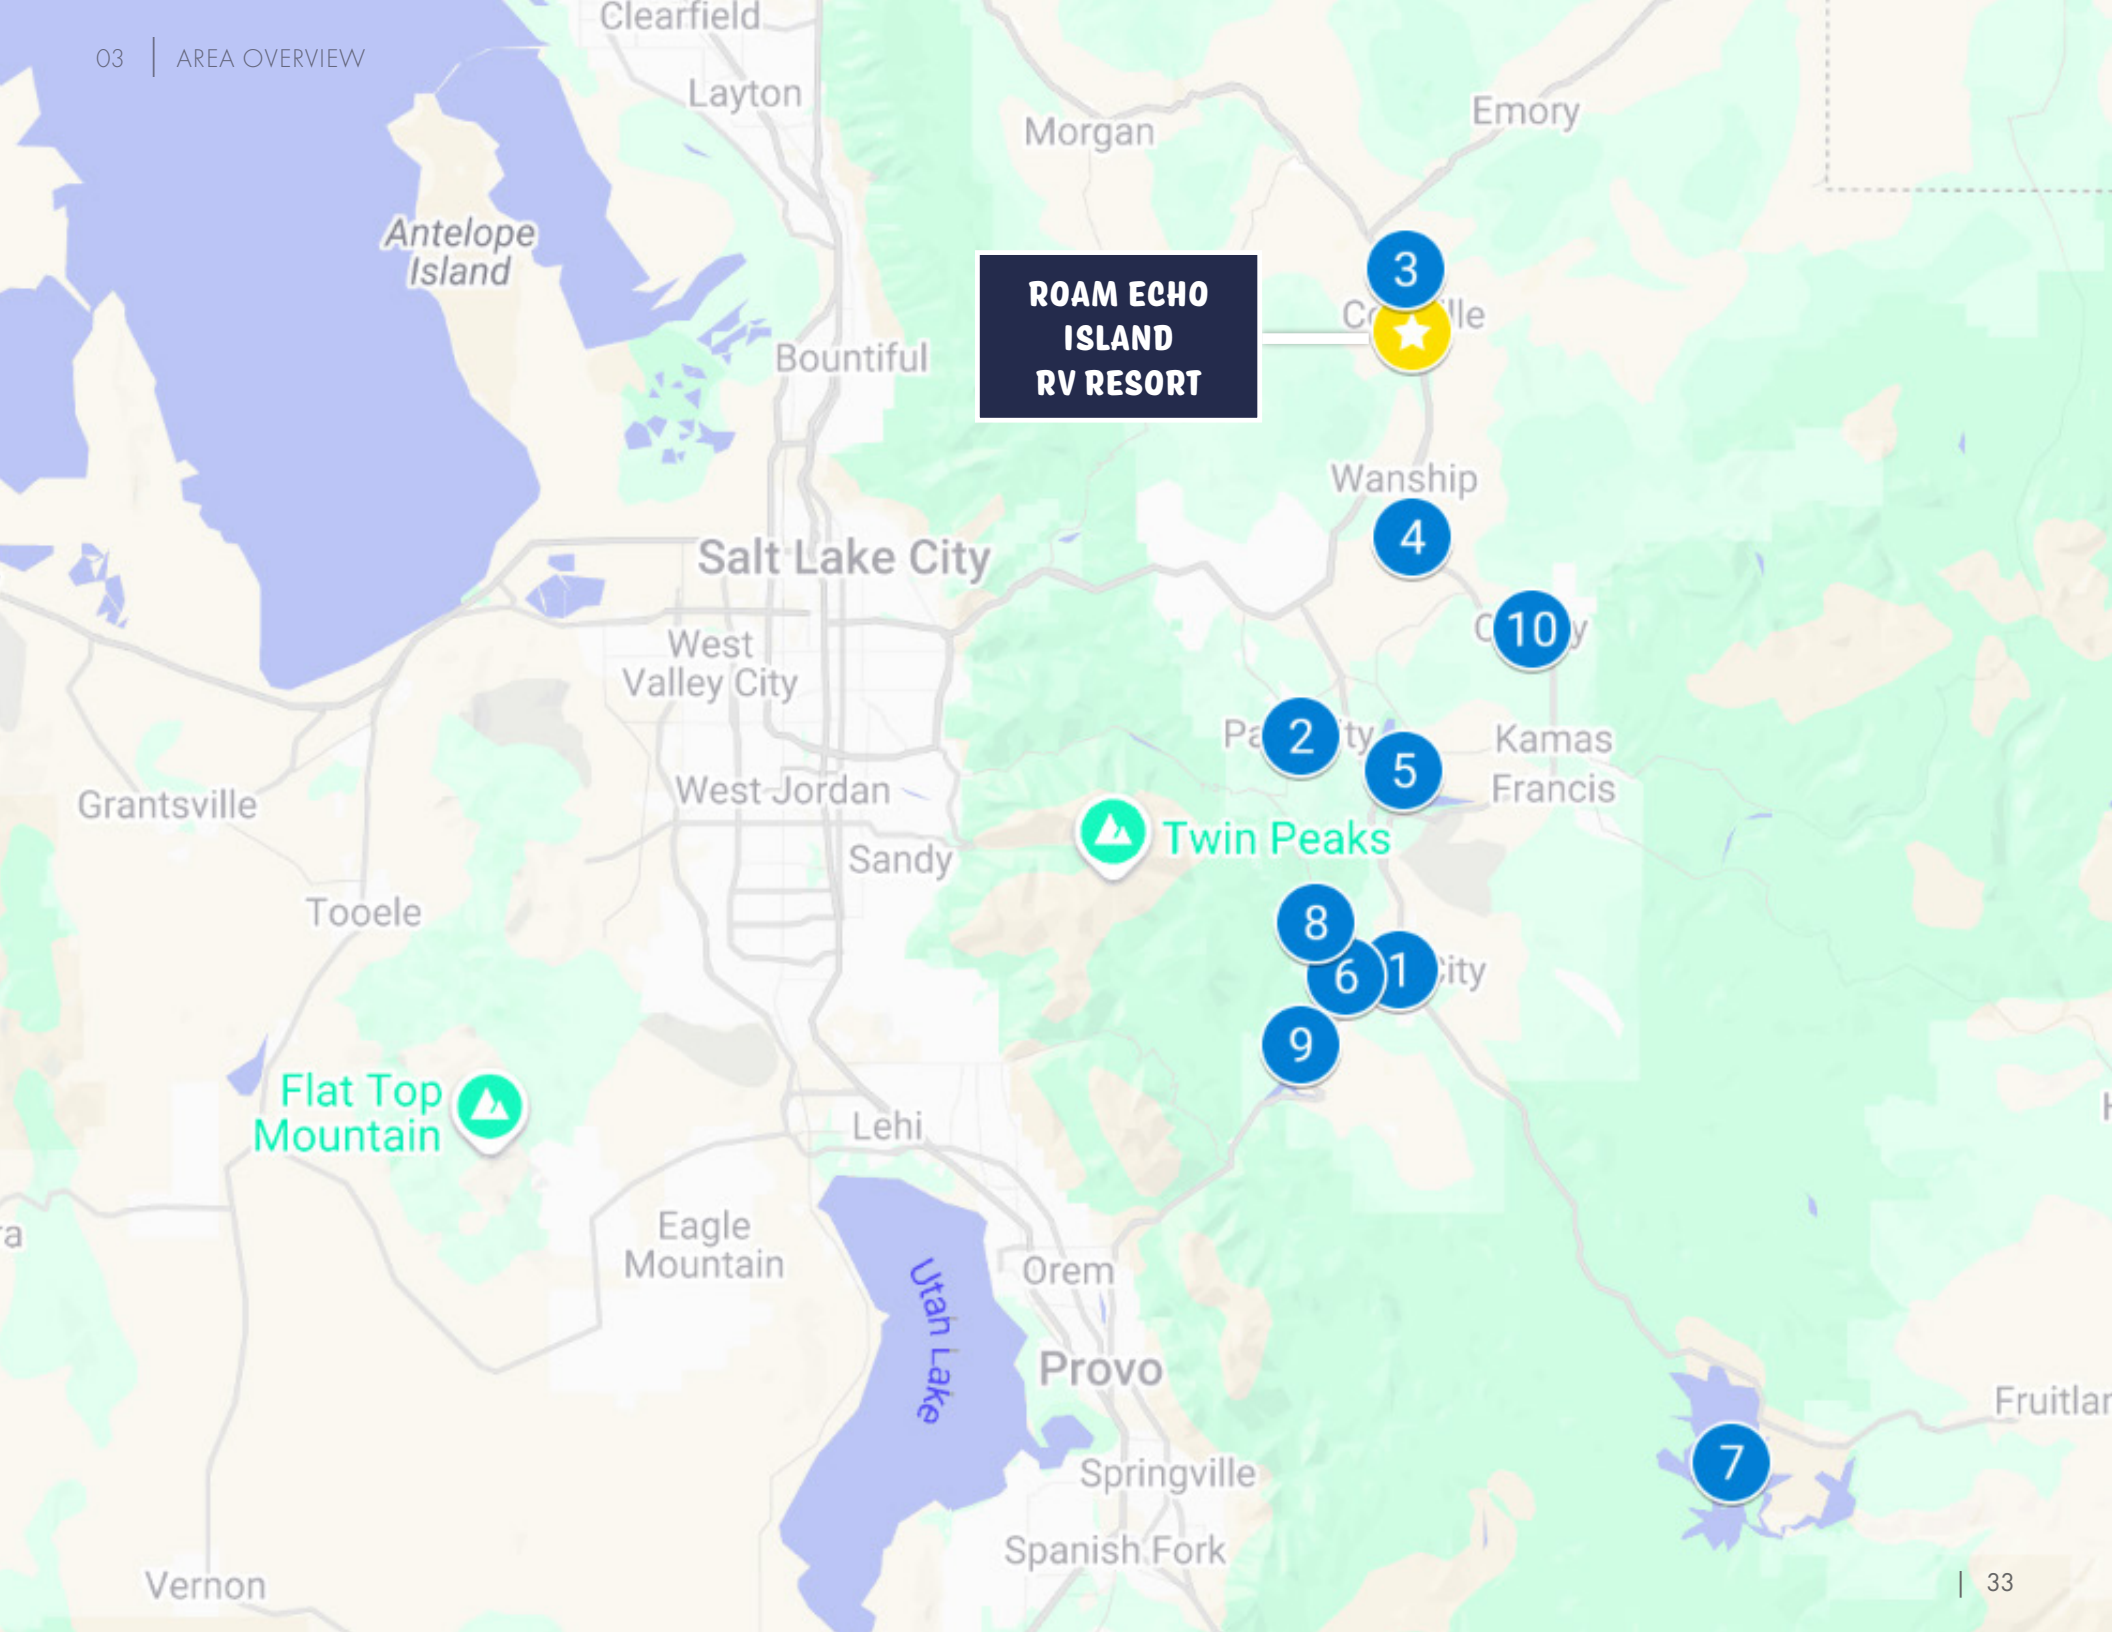 03 | AREA OVERVIEW
Clearfield
Layton
Morgan
Emory
Antelope
Island
ROAM ECHO
ISLAND
RV RESORT
3
Bountiful
Wanship
4
Salt Lake City
10
West
Valley City
2
5
Kamas
Francis
Grantsville
West Jordan
Twin Peaks
Sandy
Tooele
8
6
1
City
9
Flat Top
Mountain
Lehi
Eagle
Mountain
Utah Lake
Orem
Provo
7
Springville
Spanish Fork
Vernon
| 33